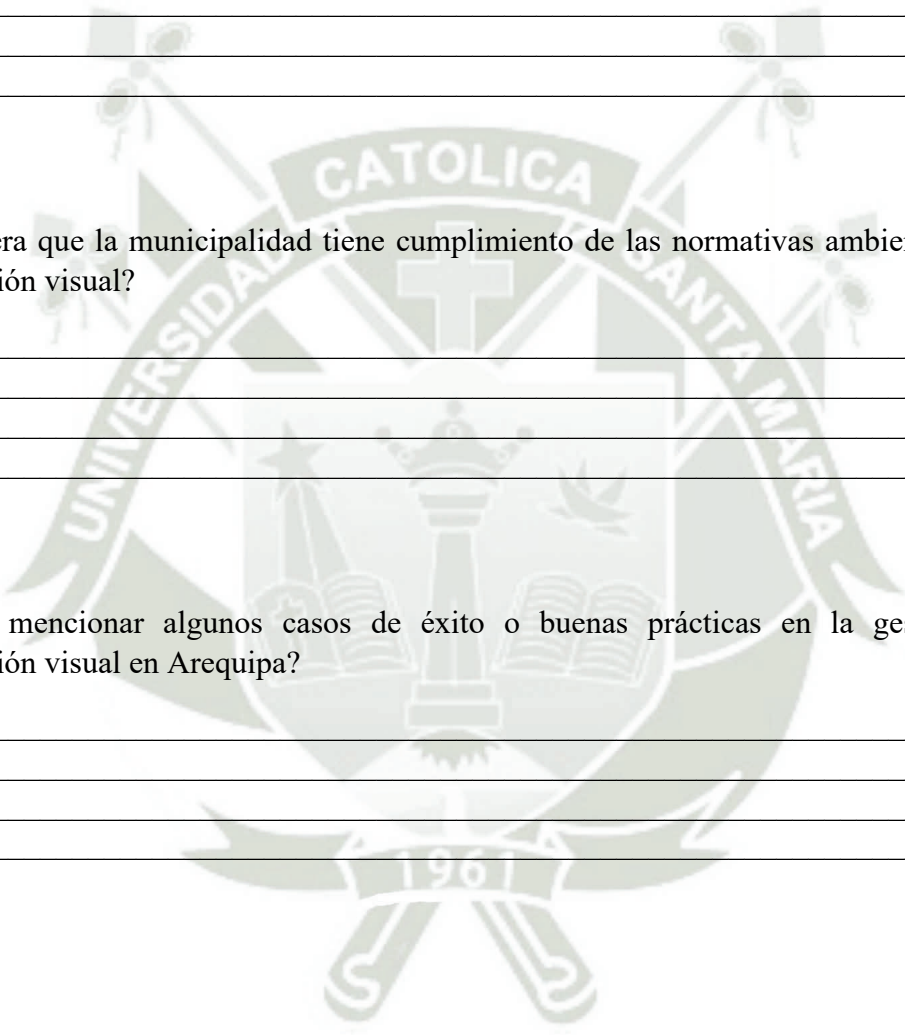 CATOLICA
UNIVERSIDAD
SANTA MARIA
era que la municipalidad tiene cumplimiento de las normativas ambie
ión visual?
mencionar algunos casos de éxito o buenas prácticas en la ge
ión visual en Arequipa?
1961